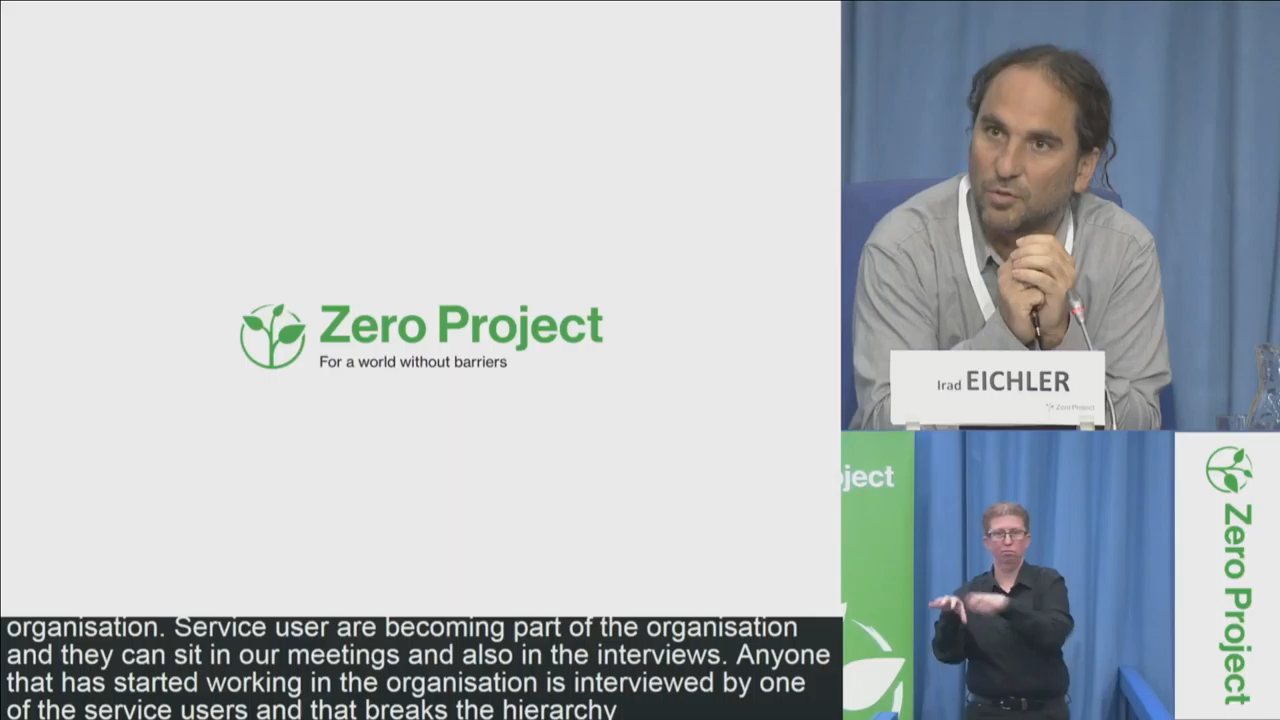 Zero Project
For a world without barriers
organisation. Service user are becoming part of the organisation
and they can sit in our meetings and also in the interviews. Anyone
that has started working in the organisation is interviewed by one
of the service users and that breaks the hierarchy
Irad EICHLER
Zero Project
oject
Zero Project